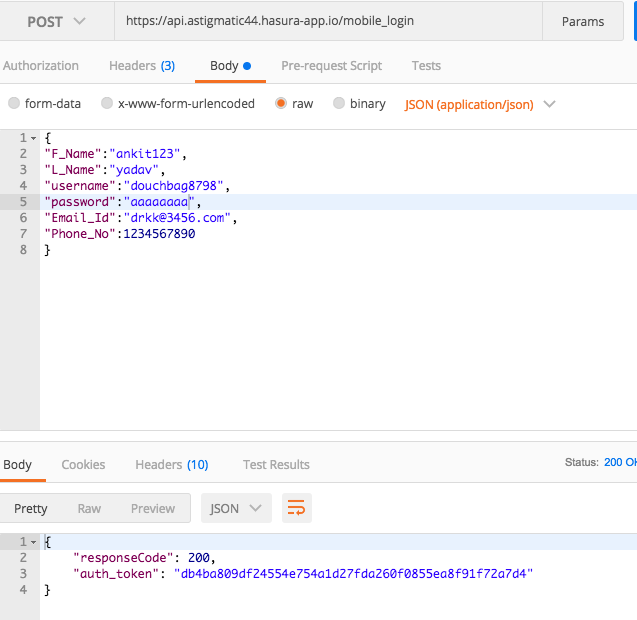 POST https://api.astigmatic44.hasura-app.io/mobile_login Params
Authorization Headers (3) Body Pre-request Script Tests
form-data x-www-form-urlencoded raw binary JSON (application/json)
1 {
2 "F_Name":"ankit123",
3 "L_Name":"yadav",
4 "username":"douchbag8798",
5 "password":"aaaaaaaa",
6 "Email_Id":"drkk@3456.com",
7 "Phone_No":1234567890
8 }
Body Cookies Headers (10) Test Results Status: 200 OK
Pretty Raw Preview JSON
1 {
2 "responseCode": 200,
3 "auth_token": "db4ba809df24554e754a1d27fda260f0855ea8f91f72a7d4"
4 }